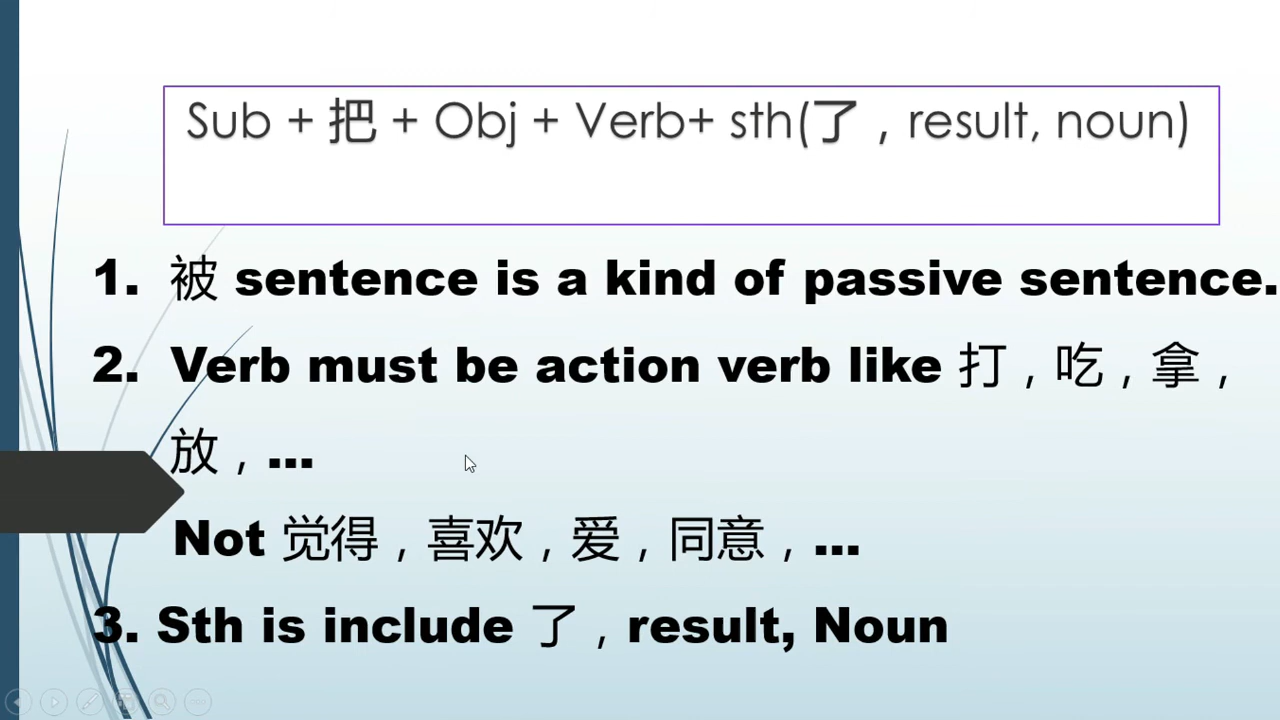 Sub + 把 + Obj + Verb+ sth(了，result, noun)
1. 被 sentence is a kind of passive sentence.
2. Verb must be action verb like 打，吃，拿，
放，...
Not 觉得，喜欢，爱，同意，...
3. Sth is include 了，result, Noun